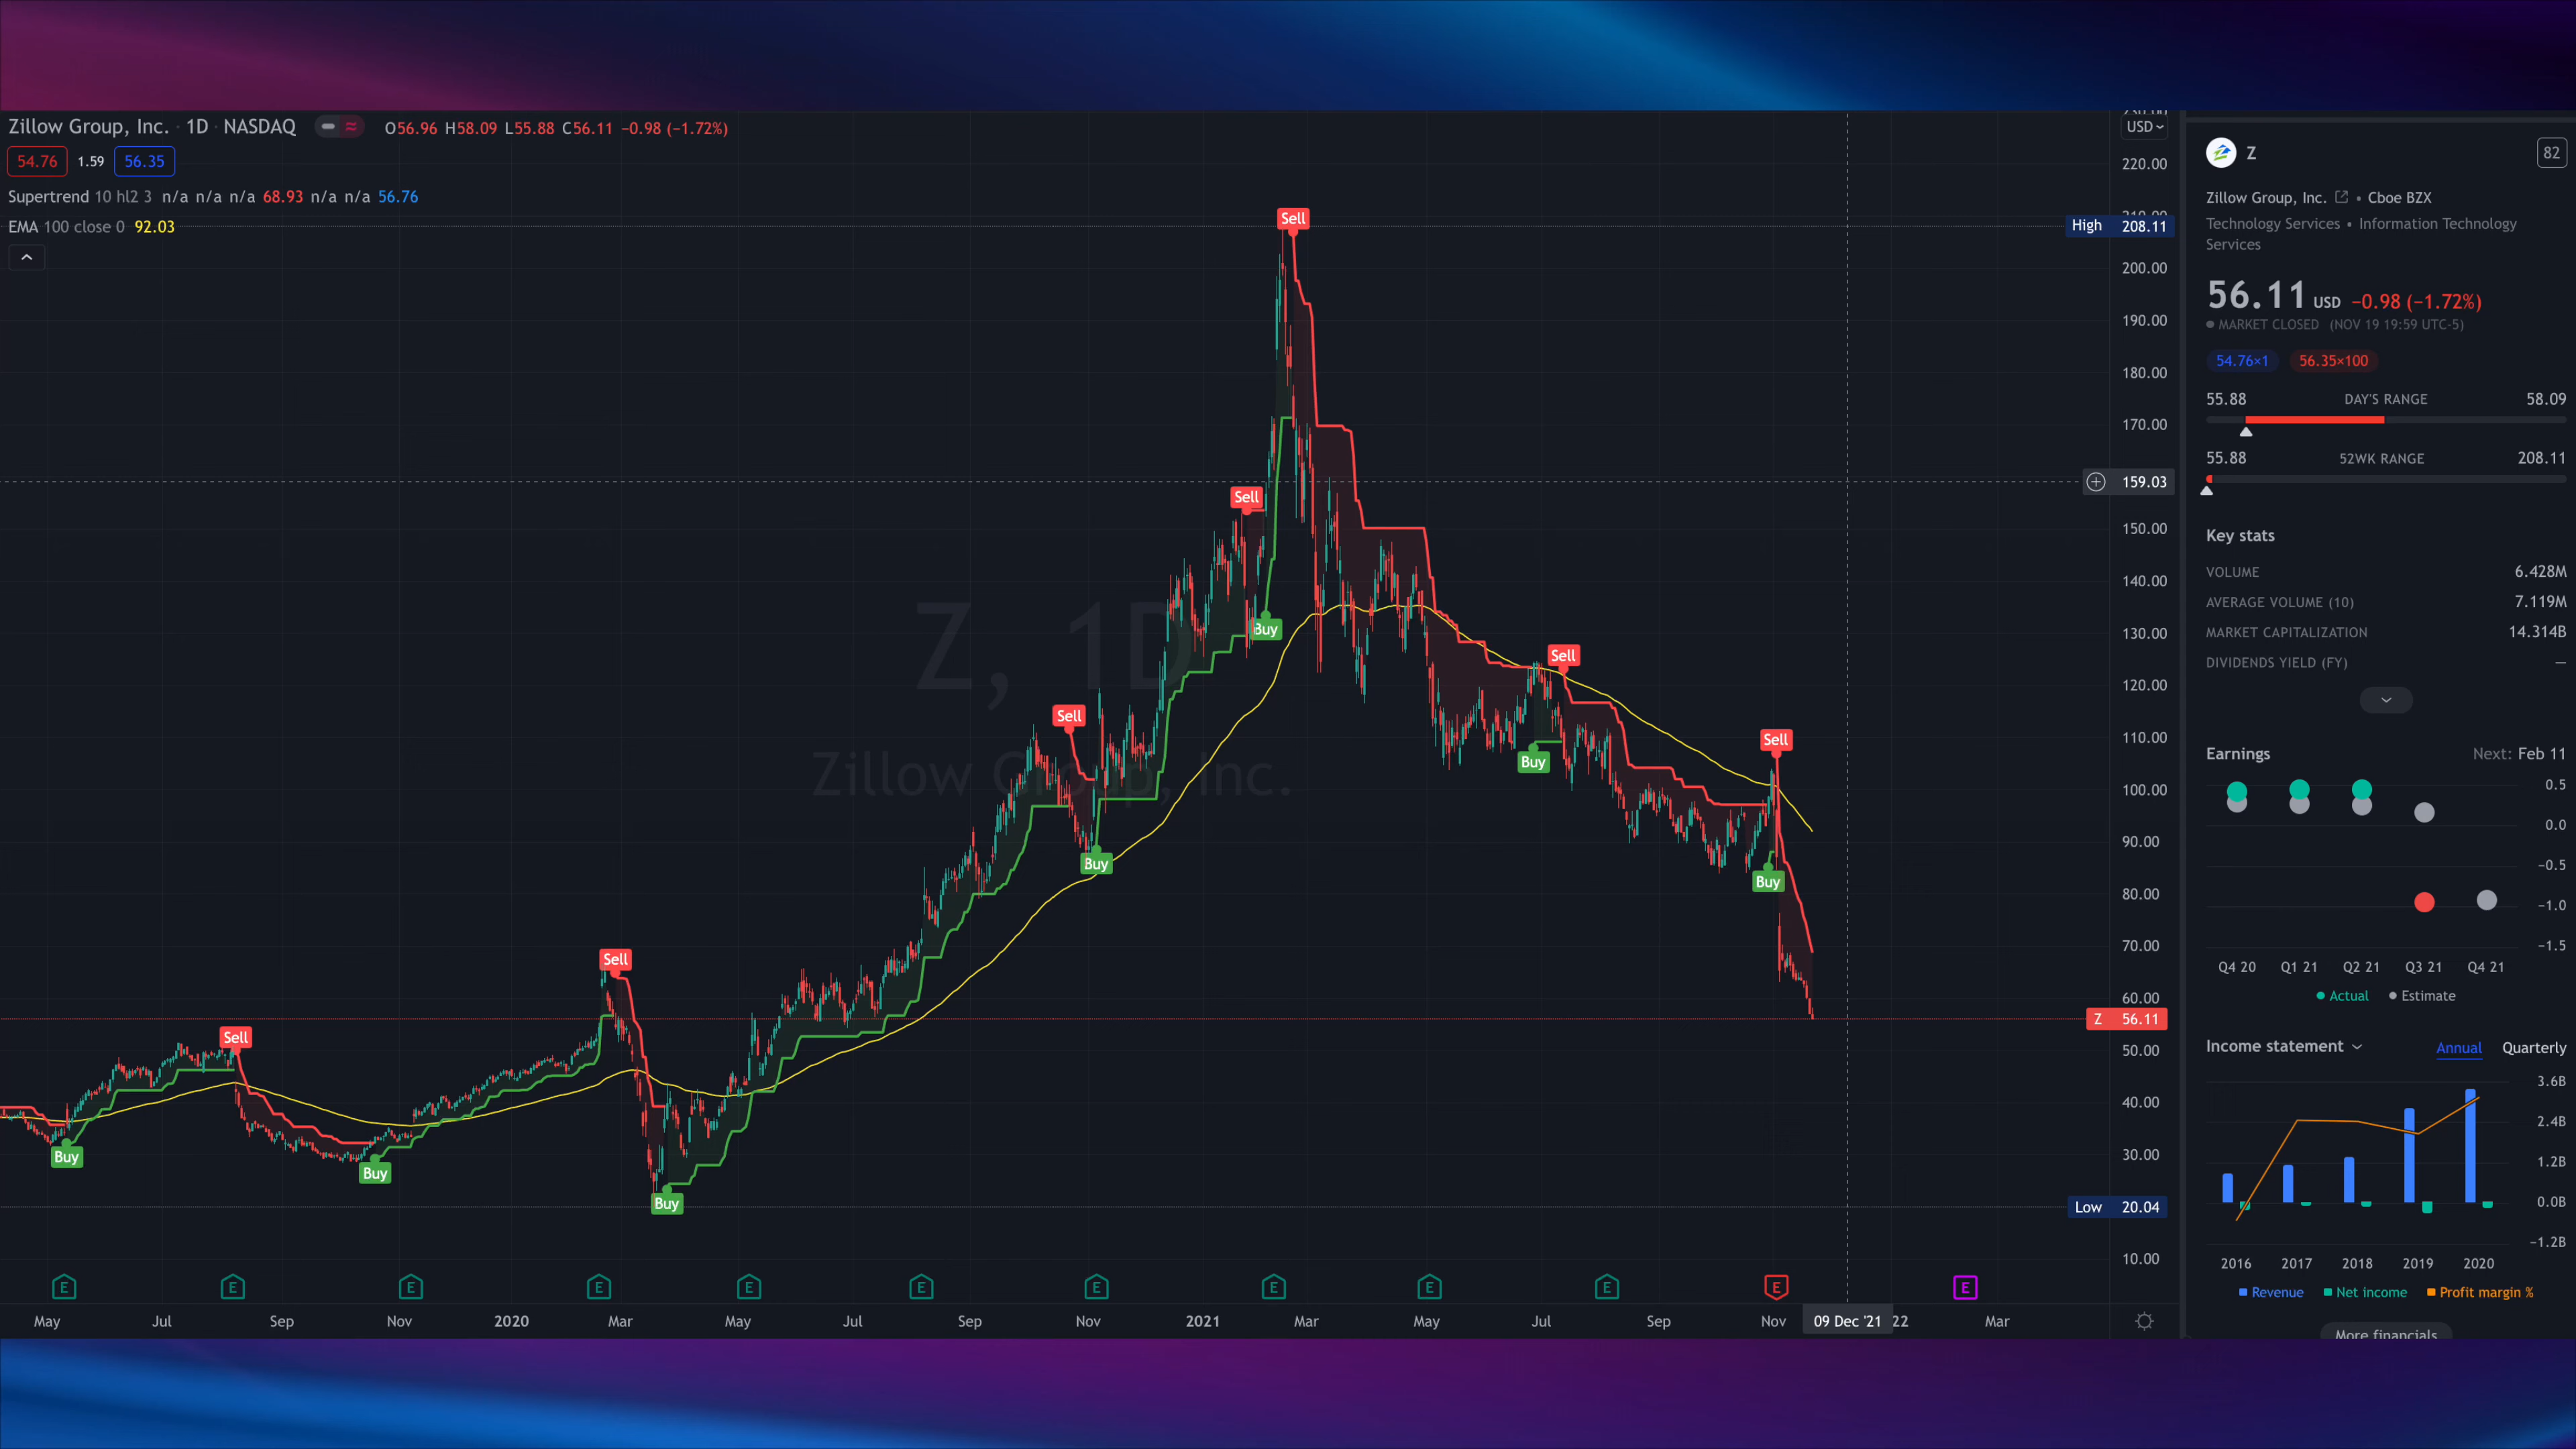 Zillow Group, Inc. · 1D · NASDAQ O56.96 H58.09 L55.88 C56.11 −0.98 (−1.72%)
54.76 1.59 56.35
Supertrend 10 hl2 3 n/a n/a n/a 68.93 n/a n/a 56.76
EMA 100 close 0 92.03
Z, 1D
Zillow Group, Inc.
Buy
Sell
Buy
Sell
Buy
Sell
Buy
Sell
Buy
Sell
Buy
Sell
Buy
Sell
USD
220.00
High 208.11
200.00
190.00
180.00
170.00
159.03
150.00
140.00
130.00
120.00
110.00
100.00
90.00
80.00
70.00
60.00
Z 56.11
50.00
40.00
30.00
Low 20.04
10.00
E E E E E E E E E E E E
May Jul Sep Nov 2020 Mar May Jul Sep Nov 2021 Mar May Jul Sep Nov 09 Dec '21 22 Mar
Z 82
Zillow Group, Inc. • Cboe BZX
Technology Services • Information Technology
Services
56.11 USD −0.98 (−1.72%)
MARKET CLOSED (NOV 19 19:59 UTC-5)
54.76×1 56.35×100
55.88 DAY'S RANGE 58.09
55.88 52WK RANGE 208.11
Key stats
VOLUME 6.428M
AVERAGE VOLUME (10) 7.119M
MARKET CAPITALIZATION 14.314B
DIVIDENDS YIELD (FY) —
Earnings Next: Feb 11
0.5
0.0
−0.5
−1.0
−1.5
Q4 20 Q1 21 Q2 21 Q3 21 Q4 21
Actual Estimate
Income statement Annual Quarterly
3.6B
2.4B
1.2B
0.0B
−1.2B
2016 2017 2018 2019 2020
Revenue Net income Profit margin %
More financials